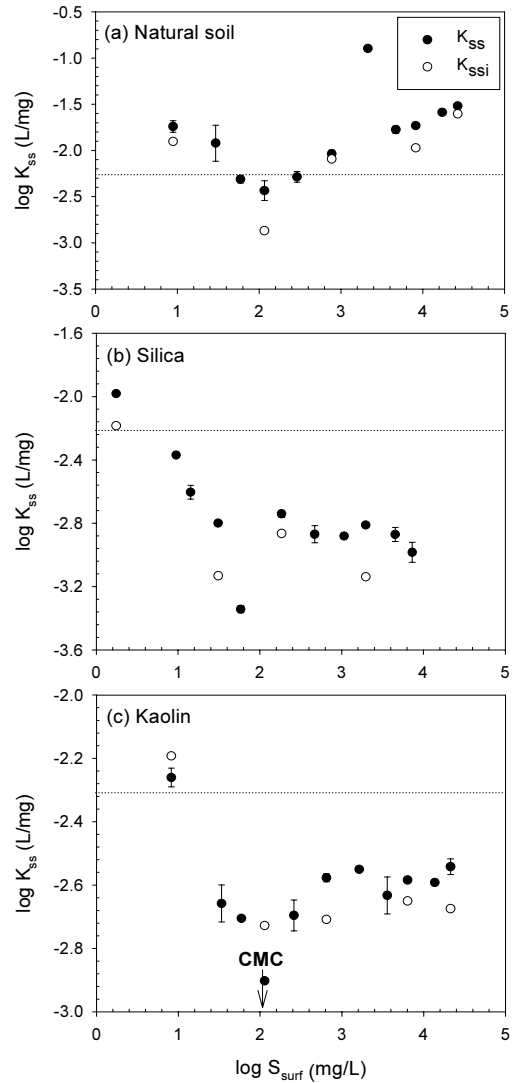 (a) Natural soil
K_ss
K_ssi
-0.5
-1.0
-1.5
-2.0
-2.5
-3.0
-3.5
log K_ss (L/mg)
0 1 2 3 4 5
(b) Silica
-1.6
-2.0
-2.4
-2.8
-3.2
-3.6
log K_ss (L/mg)
0 1 2 3 4 5
(c) Kaolin
-2.0
-2.2
-2.4
-2.6
-2.8
-3.0
log K_ss (L/mg)
CMC
0 1 2 3 4 5
log S_surf (mg/L)